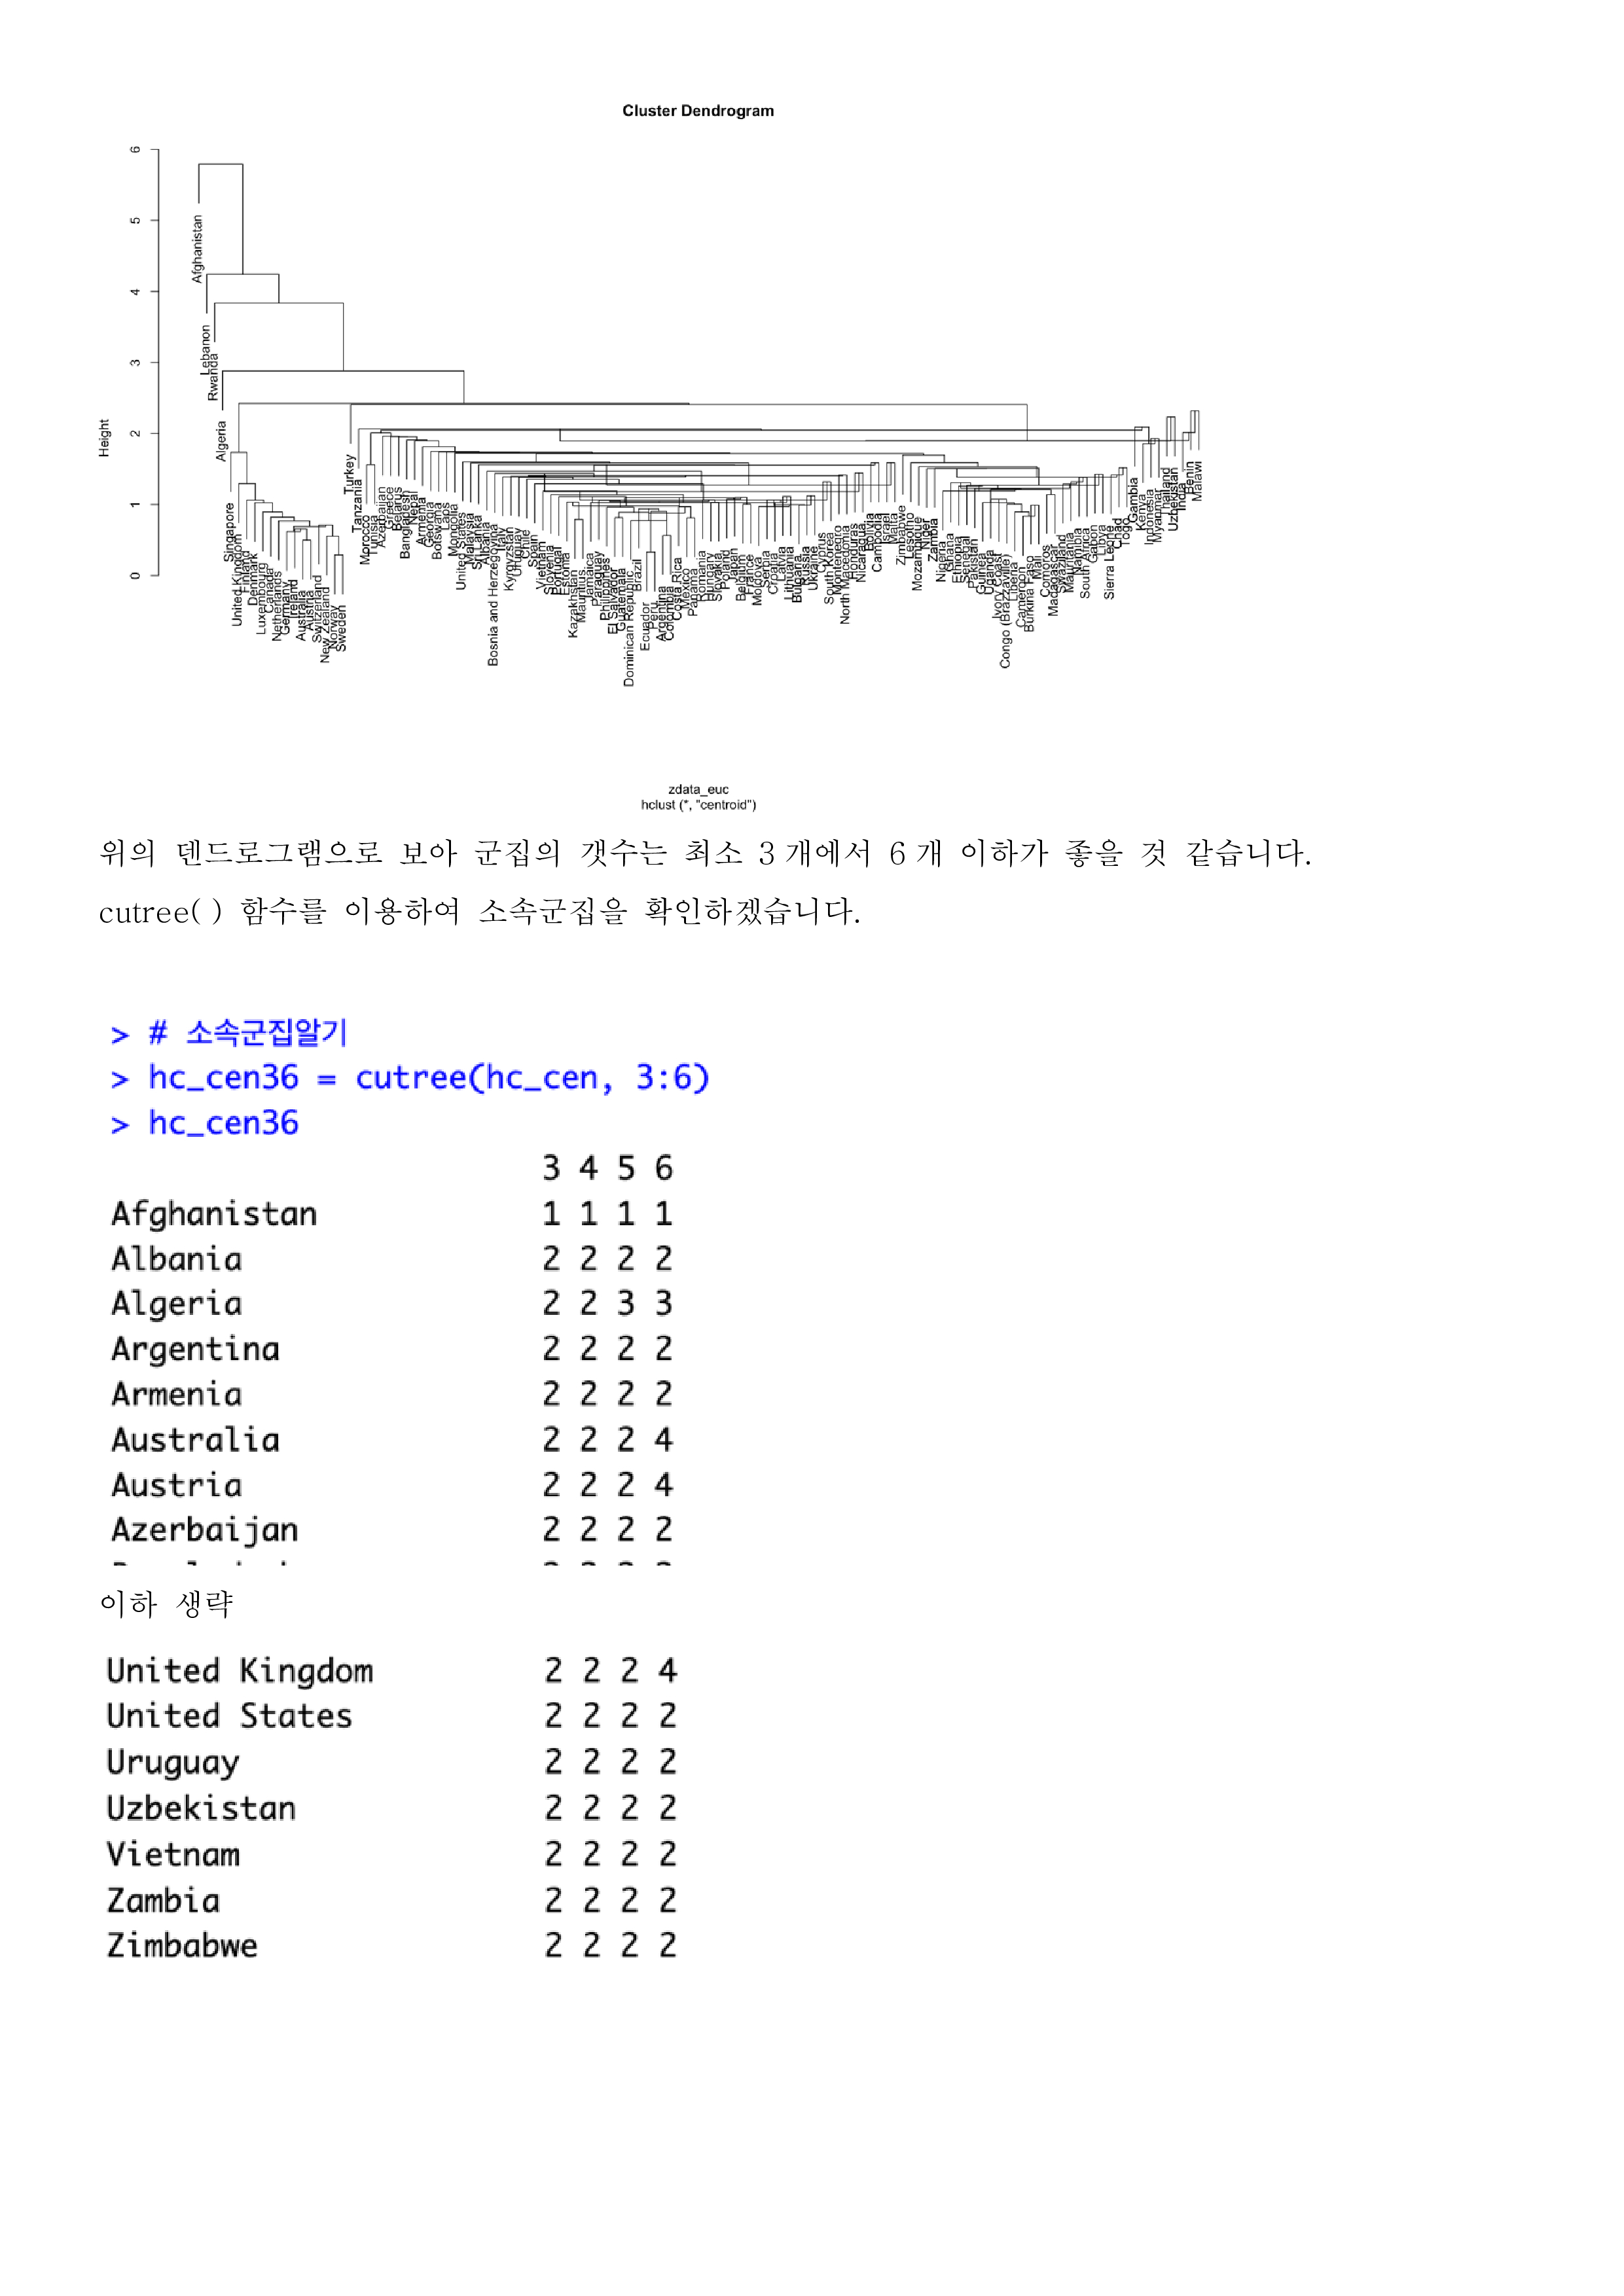 Cluster Dendrogram
6
5
4
3
2
1
0
Height
Afghanistan
Lebanon
Rwanda
Algeria
Singapore
United Kingdom
Finland
Denmark
Luxembourg
Canada
Netherlands
Germany
Ireland
Australia
Austria
Switzerland
New Zealand
Norway
Sweden
Turkey
Tanzania
Morocco
Tunisia
Azerbaijan
Greece
Belarus
Bangladesh
Nepal
Armenia
Georgia
Botswana
Laos
Mongolia
United States
Malaysia
Sri Lanka
Albania
Bosnia and Herzegovina
Italy
Kyrgyzstan
Uruguay
Chile
Spain
Vietnam
Slovenia
Portugal
Estonia
Kazakhstan
Mauritius
Jamaica
Paraguay
Philippines
El Salvador
Guatemala
Dominican Republic
Brazil
Ecuador
Peru
Argentina
Colombia
Costa Rica
Mexico
Panama
Romania
Hungary
Slovakia
Poland
Japan
Belgium
France
Moldova
Serbia
Croatia
Latvia
Lithuania
Bulgaria
Russia
Ukraine
Cyprus
South Korea
Montenegro
North Macedonia
Honduras
Nicaragua
Bolivia
Cambodia
Israel
Malta
Zimbabwe
Lesotho
Mozambique
Niger
Zambia
Nigeria
Ghana
Ethiopia
Senegal
Pakistan
Guinea
Uganda
Ivory Coast
Congo (Brazzaville)
Liberia
Cameroon
Burkina Faso
Mali
Comoros
Madagascar
Swaziland
Mauritania
Namibia
South Africa
Gabon
Libya
Sierra Leone
Chad
Togo
Gambia
Kenya
Indonesia
Myanmar
Thailand
Uzbekistan
India
Benin
Malawi
zdata_euc
hclust (*, "centroid")
위의 덴드로그램으로 보아 군집의 갯수는 최소 3개에서 6개 이하가 좋을 것 같습니다.
cutree( ) 함수를 이용하여 소속군집을 확인하겠습니다.
> # 소속군집알기
> hc_cen36 = cutree(hc_cen, 3:6)
> hc_cen36
3 4 5 6
Afghanistan 1 1 1 1
Albania 2 2 2 2
Algeria 2 2 3 3
Argentina 2 2 2 2
Armenia 2 2 2 2
Australia 2 2 2 4
Austria 2 2 2 4
Azerbaijan 2 2 2 2
이하 생략
United Kingdom 2 2 2 4
United States 2 2 2 2
Uruguay 2 2 2 2
Uzbekistan 2 2 2 2
Vietnam 2 2 2 2
Zambia 2 2 2 2
Zimbabwe 2 2 2 2